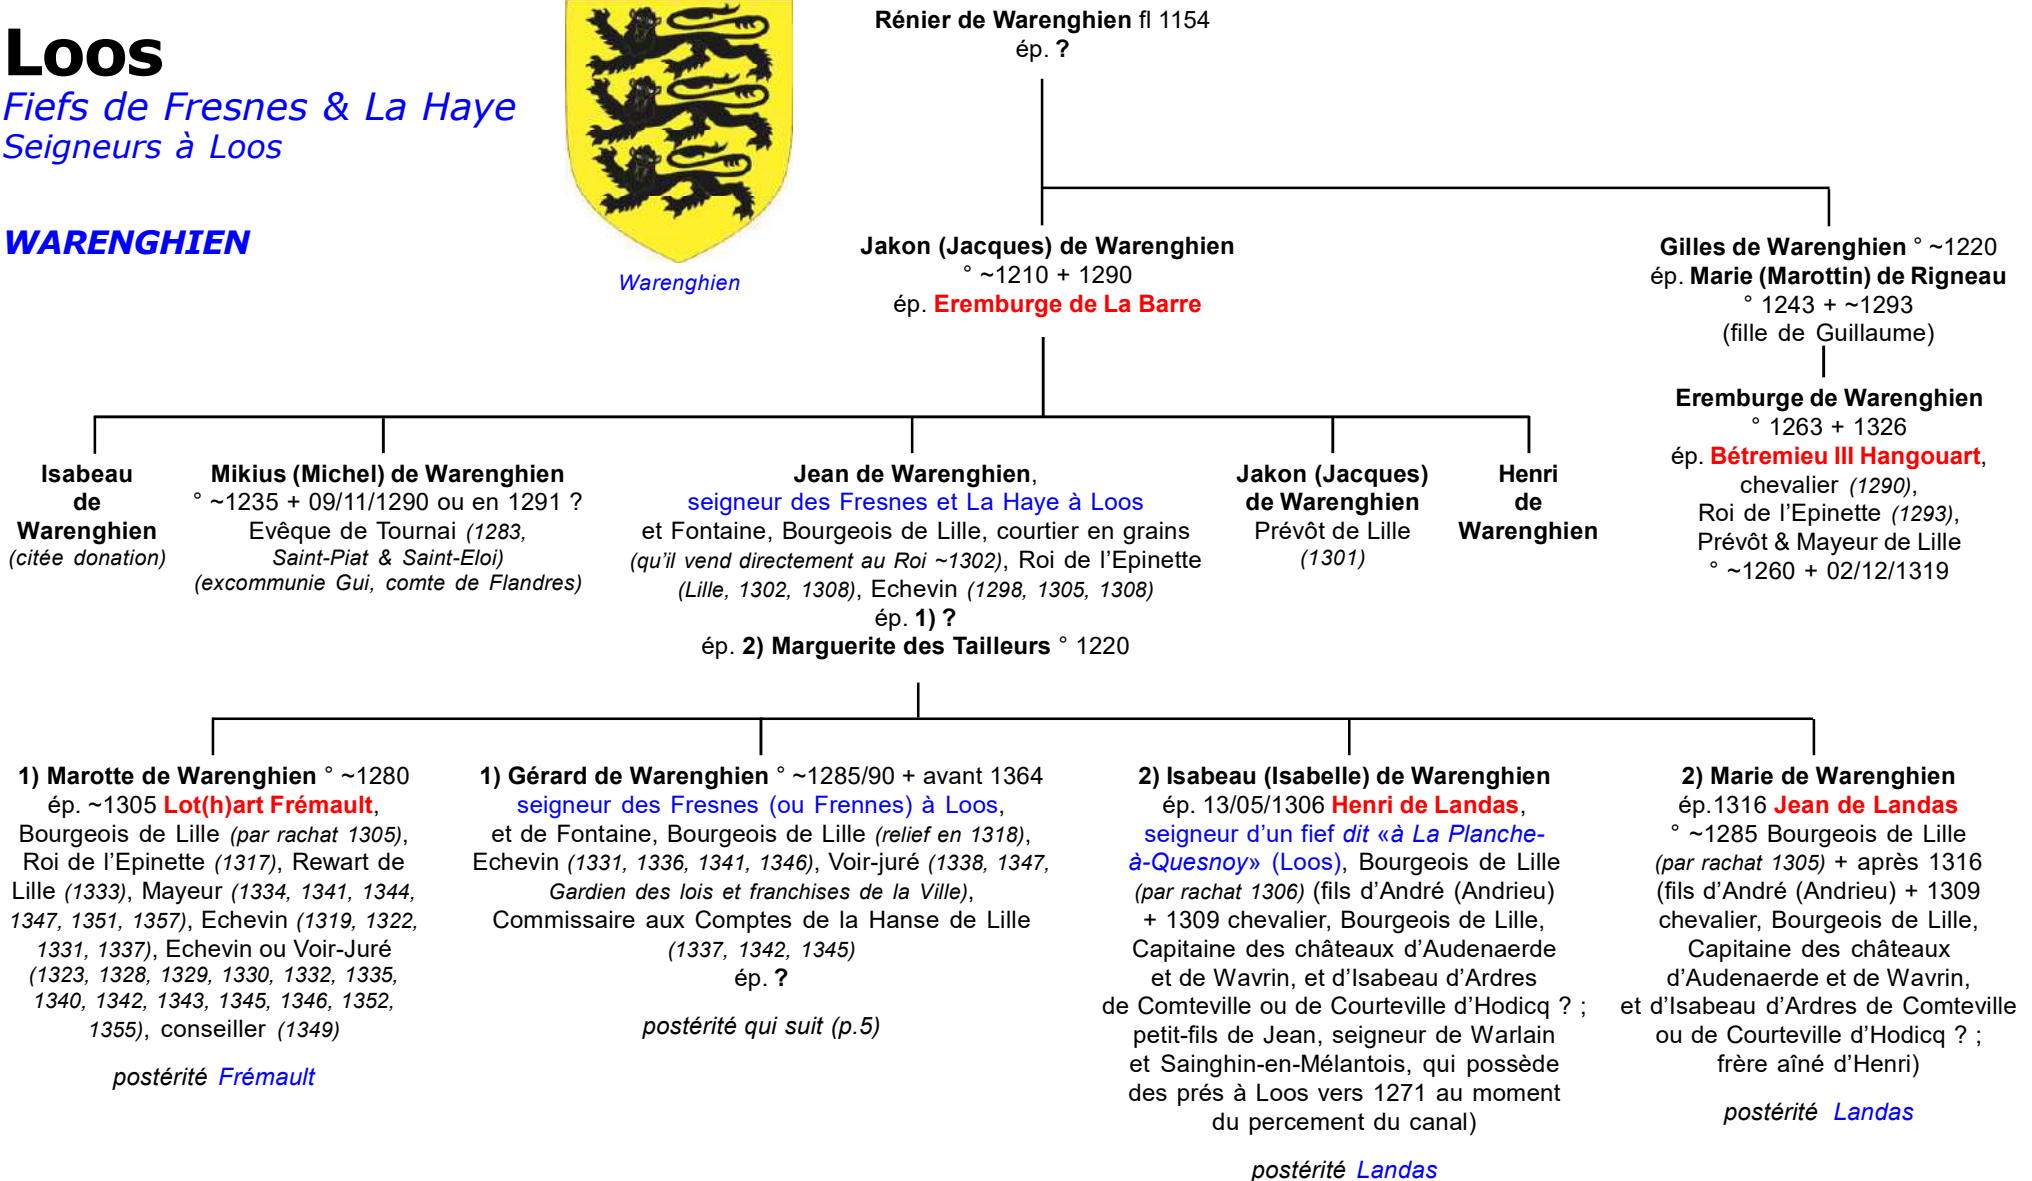 Loos
Fiefs de Fresnes & La Haye
Seigneurs à Loos
WARENGHIEN
Warenghien
Rénier de Warenghien fl 1154
ép. ?
Jakon (Jacques) de Warenghien
° ~1210 + 1290
ép. Eremburge de La Barre
Gilles de Warenghien ° ~1220
ép. Marie (Marottin) de Rigneau
° 1243 + ~1293
(fille de Guillaume)
Eremburge de Warenghien
° 1263 + 1326
ép. Bétremieu III Hangouart,
chevalier (1290),
Roi de l’Epinette (1293),
Prévôt & Mayeur de Lille
° ~1260 + 02/12/1319
Isabeau
de
Warenghien
(citée donation)
Mikius (Michel) de Warenghien
° ~1235 + 09/11/1290 ou en 1291 ?
Evêque de Tournai (1283,
Saint-Piat & Saint-Eloi)
(excommunie Gui, comte de Flandres)
Jean de Warenghien,
seigneur des Fresnes et La Haye à Loos
et Fontaine, Bourgeois de Lille, courtier en grains
(qu’il vend directement au Roi ~1302), Roi de l’Epinette
(Lille, 1302, 1308), Echevin (1298, 1305, 1308)
ép. 1) ?
ép. 2) Marguerite des Tailleurs ° 1220
Jakon (Jacques)
de Warenghien
Prévôt de Lille
(1301)
Henri
de
Warenghien
1) Marotte de Warenghien ° ~1280
ép. ~1305 Lot(h)art Frémault,
Bourgeois de Lille (par rachat 1305),
Roi de l’Epinette (1317), Rewart de
Lille (1333), Mayeur (1334, 1341, 1344,
1347, 1351, 1357), Echevin (1319, 1322,
1331, 1337), Echevin ou Voir-Juré
(1323, 1328, 1329, 1330, 1332, 1335,
1340, 1342, 1343, 1345, 1346, 1352,
1355), conseiller (1349)
postérité Frémault
1) Gérard de Warenghien ° ~1285/90 + avant 1364
seigneur des Fresnes (ou Frennes) à Loos,
et de Fontaine, Bourgeois de Lille (relief en 1318),
Echevin (1331, 1336, 1341, 1346), Voir-juré (1338, 1347,
Gardien des lois et franchises de la Ville),
Commissaire aux Comptes de la Hanse de Lille
(1337, 1342, 1345)
ép. ?
postérité qui suit (p.5)
2) Isabeau (Isabelle) de Warenghien
ép. 13/05/1306 Henri de Landas,
seigneur d’un fief dit «à La Planche-
à-Quesnoy» (Loos), Bourgeois de Lille
(par rachat 1306) (fils d’André (Andrieu)
+ 1309 chevalier, Bourgeois de Lille,
Capitaine des châteaux d’Audenaerde
et de Wavrin, et d’Isabeau d’Ardres
de Comteville ou de Courteville d’Hodicq ? ;
petit-fils de Jean, seigneur de Warlain
et Sainghin-en-Mélantois, qui possède
des prés à Loos vers 1271 au moment
du percement du canal)
postérité Landas
2) Marie de Warenghien
ép.1316 Jean de Landas
° ~1285 Bourgeois de Lille
(par rachat 1305) + après 1316
(fils d’André (Andrieu) + 1309
chevalier, Bourgeois de Lille,
Capitaine des châteaux
d’Audenaerde et de Wavrin,
et d’Isabeau d’Ardres de Comteville
ou de Courteville d’Hodicq ? ;
frère aîné d’Henri)
postérité Landas